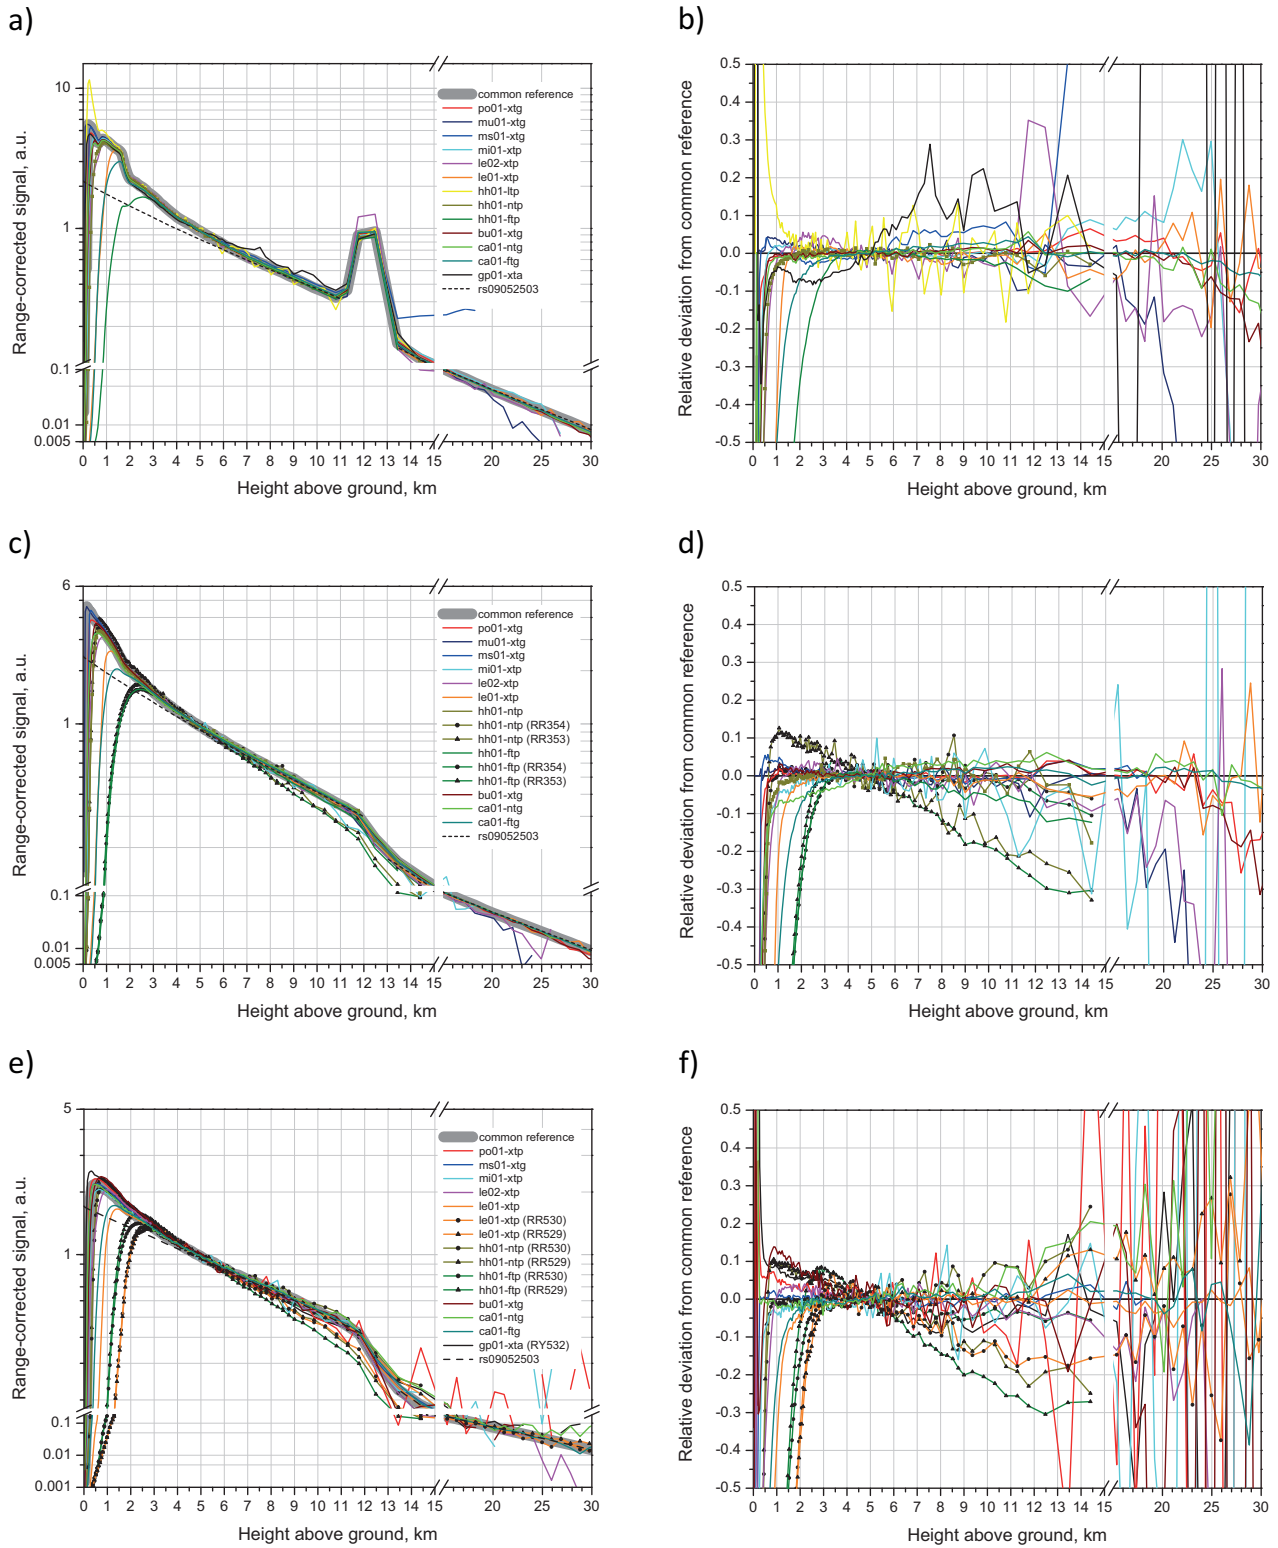 a)
Range-corrected signal, a.u.
10
1
0.1
0.01
0.005
common reference
po01-xtg
mu01-xtg
ms01-xtg
mi01-xtp
le02-xtp
le01-xtp
hh01-ltp
hh01-ntp
hh01-ftp
bu01-xtg
ca01-ntg
ca01-ftg
gp01-xta
rs09052503
0 1 2 3 4 5 6 7 8 9 10 11 12 13 14 15 20 25 30
Height above ground, km
b)
Relative deviation from common reference
0.5
0.4
0.3
0.2
0.1
0.0
-0.1
-0.2
-0.3
-0.4
-0.5
0 1 2 3 4 5 6 7 8 9 10 11 12 13 14 15 20 25 30
Height above ground, km
c)
Range-corrected signal, a.u.
6
1
0.1
0.01
0.005
common reference
po01-xtg
mu01-xtg
ms01-xtg
mi01-xtp
le02-xtp
le01-xtp
hh01-ntp
hh01-ntp (RR354)
hh01-ntp (RR353)
hh01-ftp
hh01-ftp (RR354)
hh01-ftp (RR353)
bu01-xtg
ca01-ntg
ca01-ftg
rs09052503
0 1 2 3 4 5 6 7 8 9 10 11 12 13 14 15 20 25 30
Height above ground, km
d)
Relative deviation from common reference
0.5
0.4
0.3
0.2
0.1
0.0
-0.1
-0.2
-0.3
-0.4
-0.5
0 1 2 3 4 5 6 7 8 9 10 11 12 13 14 15 20 25 30
Height above ground, km
e)
Range-corrected signal, a.u.
5
1
0.1
0.01
0.001
common reference
po01-xtp
ms01-xtg
mi01-xtp
le02-xtp
le01-xtp
le01-xtp (RR530)
le01-xtp (RR529)
hh01-ntp (RR530)
hh01-ntp (RR529)
hh01-ftp (RR530)
hh01-ftp (RR529)
bu01-xtg
ca01-ntg
ca01-ftg
gp01-xta (RY532)
rs09052503
0 1 2 3 4 5 6 7 8 9 10 11 12 13 14 15 20 25 30
Height above ground, km
f)
Relative deviation from common reference
0.5
0.4
0.3
0.2
0.1
0.0
-0.1
-0.2
-0.3
-0.4
-0.5
0 1 2 3 4 5 6 7 8 9 10 11 12 13 14 15 20 25 30
Height above ground, km